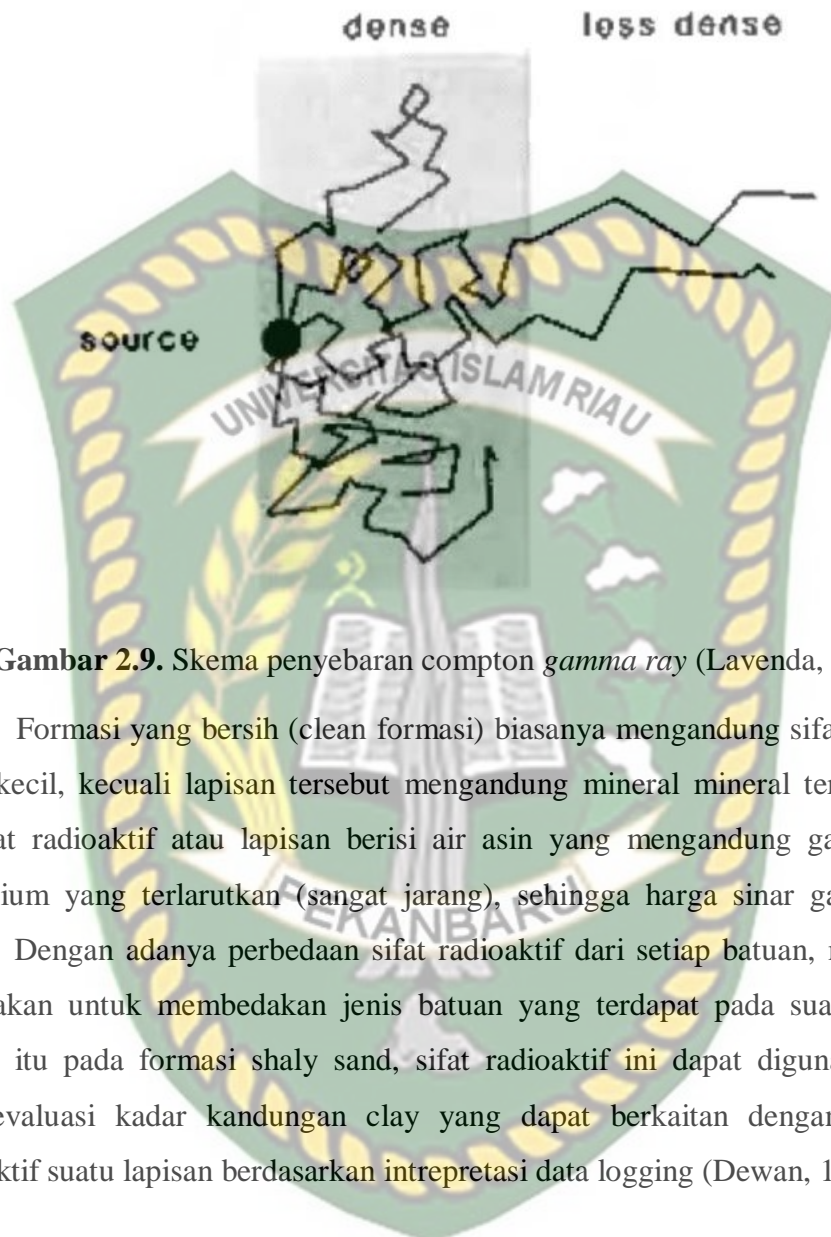 dense less dense
source
UNIVERSITAS ISLAM RIAU
Gambar 2.9. Skema penyebaran compton gamma ray (Lavenda,
Formasi yang bersih (clean formasi) biasanya mengandung sifa
kecil, kecuali lapisan tersebut mengandung mineral mineral ter
at radioaktif atau lapisan berisi air asin yang mengandung ga
ium yang terlarutkan (sangat jarang), sehingga harga sinar ga
PEKANBARU
Dengan adanya perbedaan sifat radioaktif dari setiap batuan, 
akan untuk membedakan jenis batuan yang terdapat pada sua
itu pada formasi shaly sand, sifat radioaktif ini dapat diguna
evaluasi kadar kandungan clay yang dapat berkaitan dengan
ktif suatu lapisan berdasarkan intrepretasi data logging (Dewan, 1